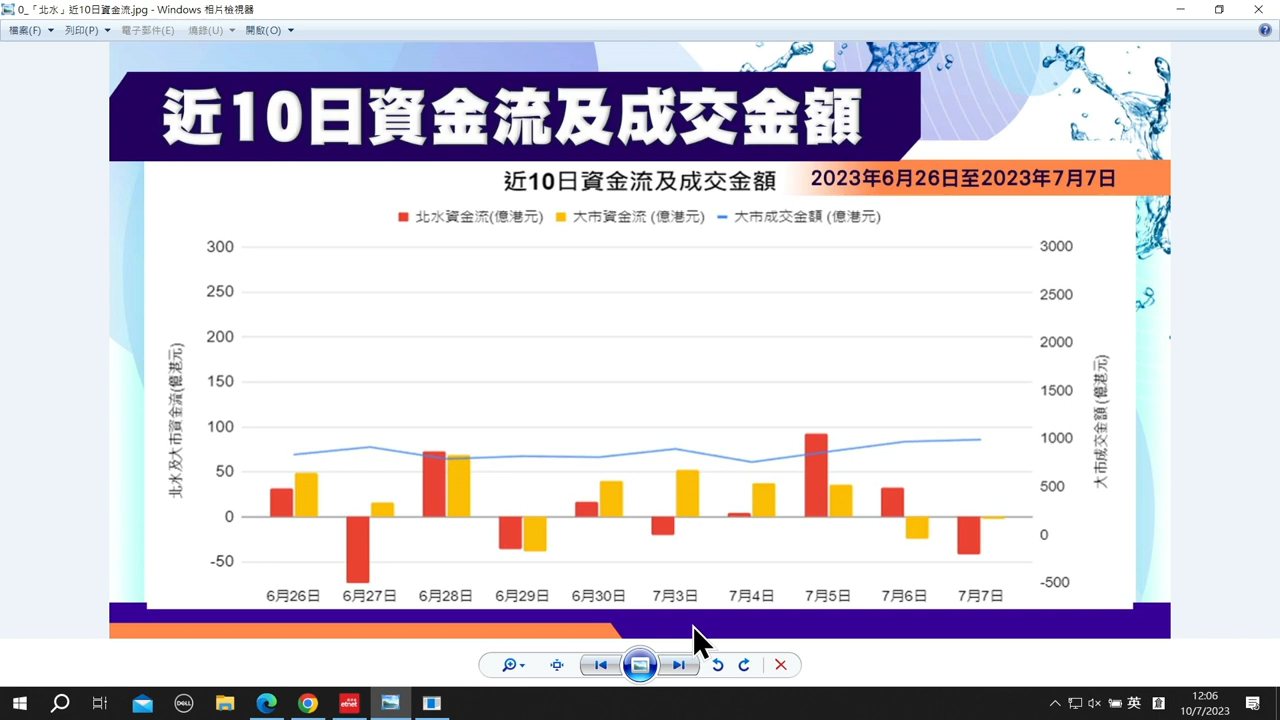 0_「北水」近10日資金流.jpg - Windows 相片檢視器
檔案(F) 列印(P) 電子郵件(E) 燒錄(U) 開啟(O)
近10日資金流及成交金額
近10日資金流及成交金額
2023年6月26日至2023年7月7日
北水資金流(億港元) 大市資金流 (億港元) 大市成交金額 (億港元)
300 3000
250 2500
200 2000
150 1500
100 1000
50 500
0 0
-50 -500
北水及大市資金流(億港元)
大市成交金額 (億港元)
6月26日 6月27日 6月28日 6月29日 6月30日 7月3日 7月4日 7月5日 7月6日 7月7日
DELL
etnet
英
倉
12:06
10/7/2023